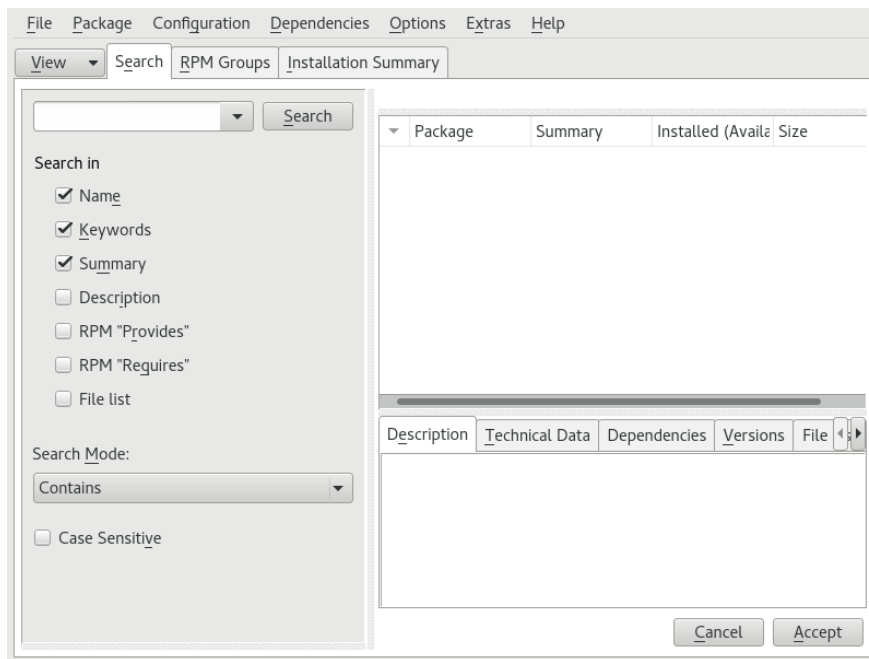 File Package Configuration Dependencies Options Extras Help
View Search RPM Groups Installation Summary
Search
Search in
Name
Keywords
Summary
Description
RPM "Provides"
RPM "Requires"
File list
Search Mode:
Contains
Case Sensitive
Package Summary Installed (Availa Size
Description Technical Data Dependencies Versions File
Cancel Accept